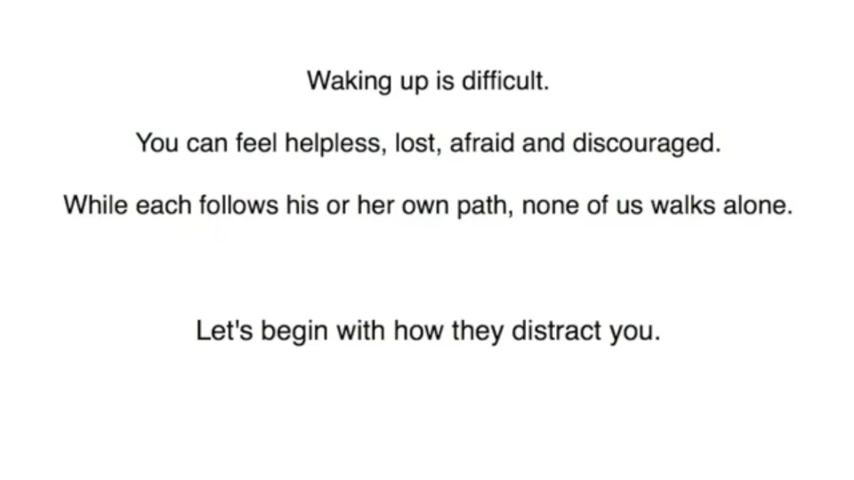 Waking up is difficult.
You can feel helpless, lost, afraid and discouraged.
While each follows his or her own path, none of us walks alone.
Let's begin with how they distract you.